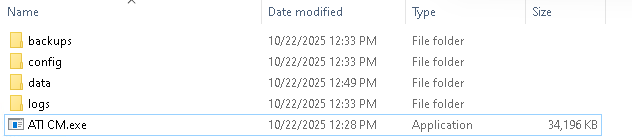 Name Date modified Type Size
backups 10/22/2025 12:33 PM File folder
config 10/22/2025 12:33 PM File folder
data 10/22/2025 12:49 PM File folder
logs 10/22/2025 12:33 PM File folder
ATI CM.exe 10/22/2025 12:28 PM Application 34,196 KB